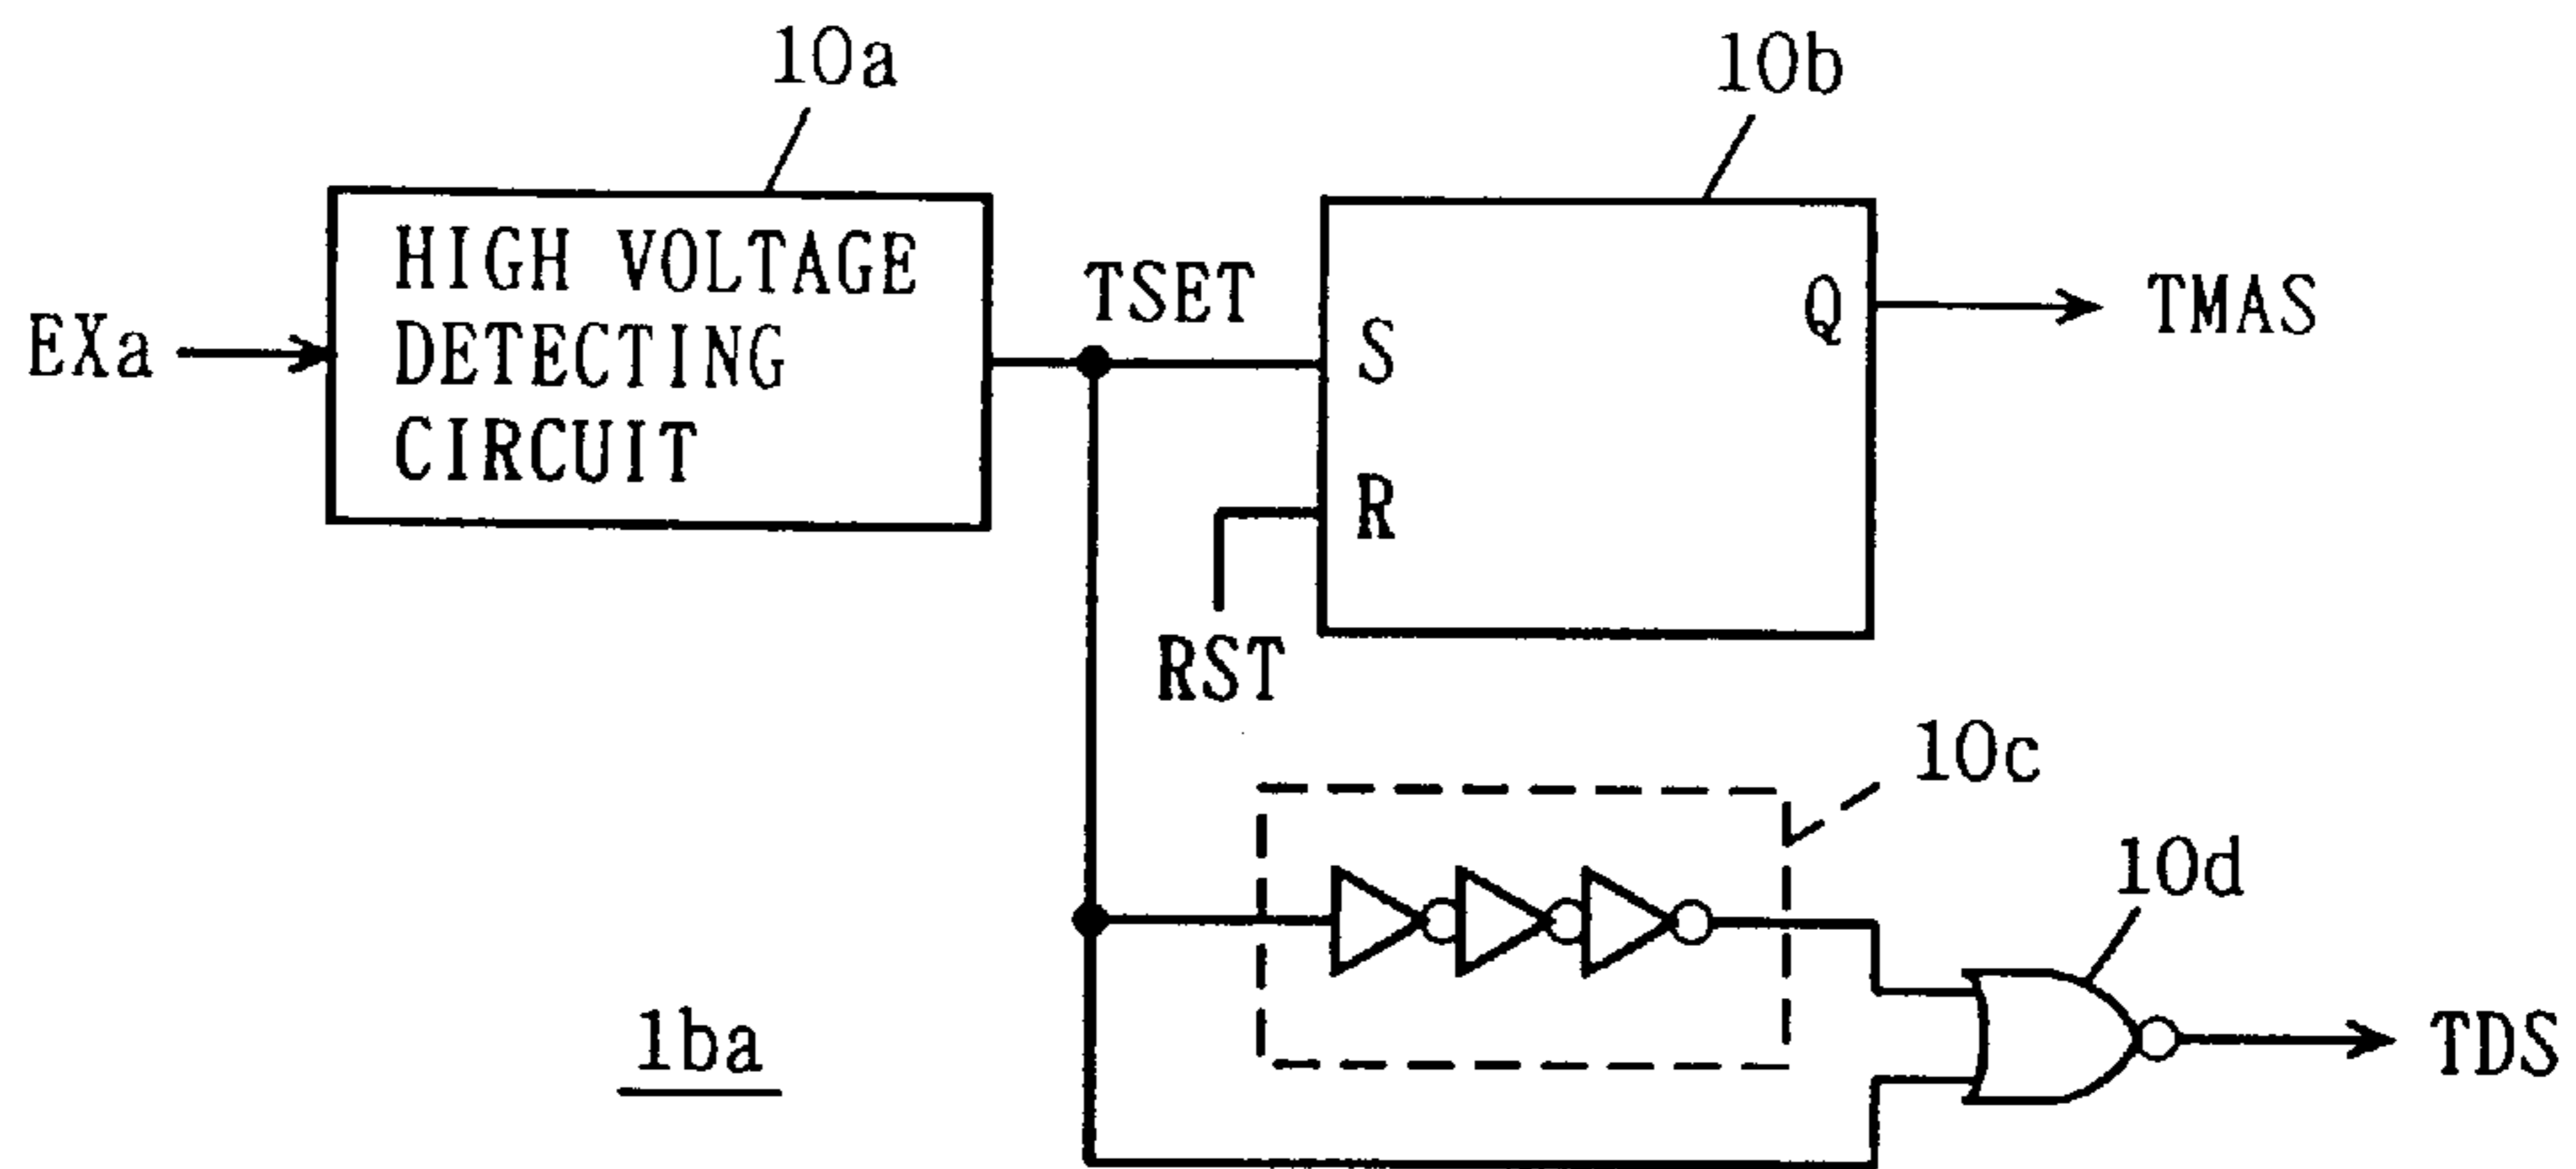 10a
10b
HIGH VOLTAGE
DETECTING
CIRCUIT
EXa
TSET
S
R
Q
TMAS
RST
10c
10d
1ba
TDS